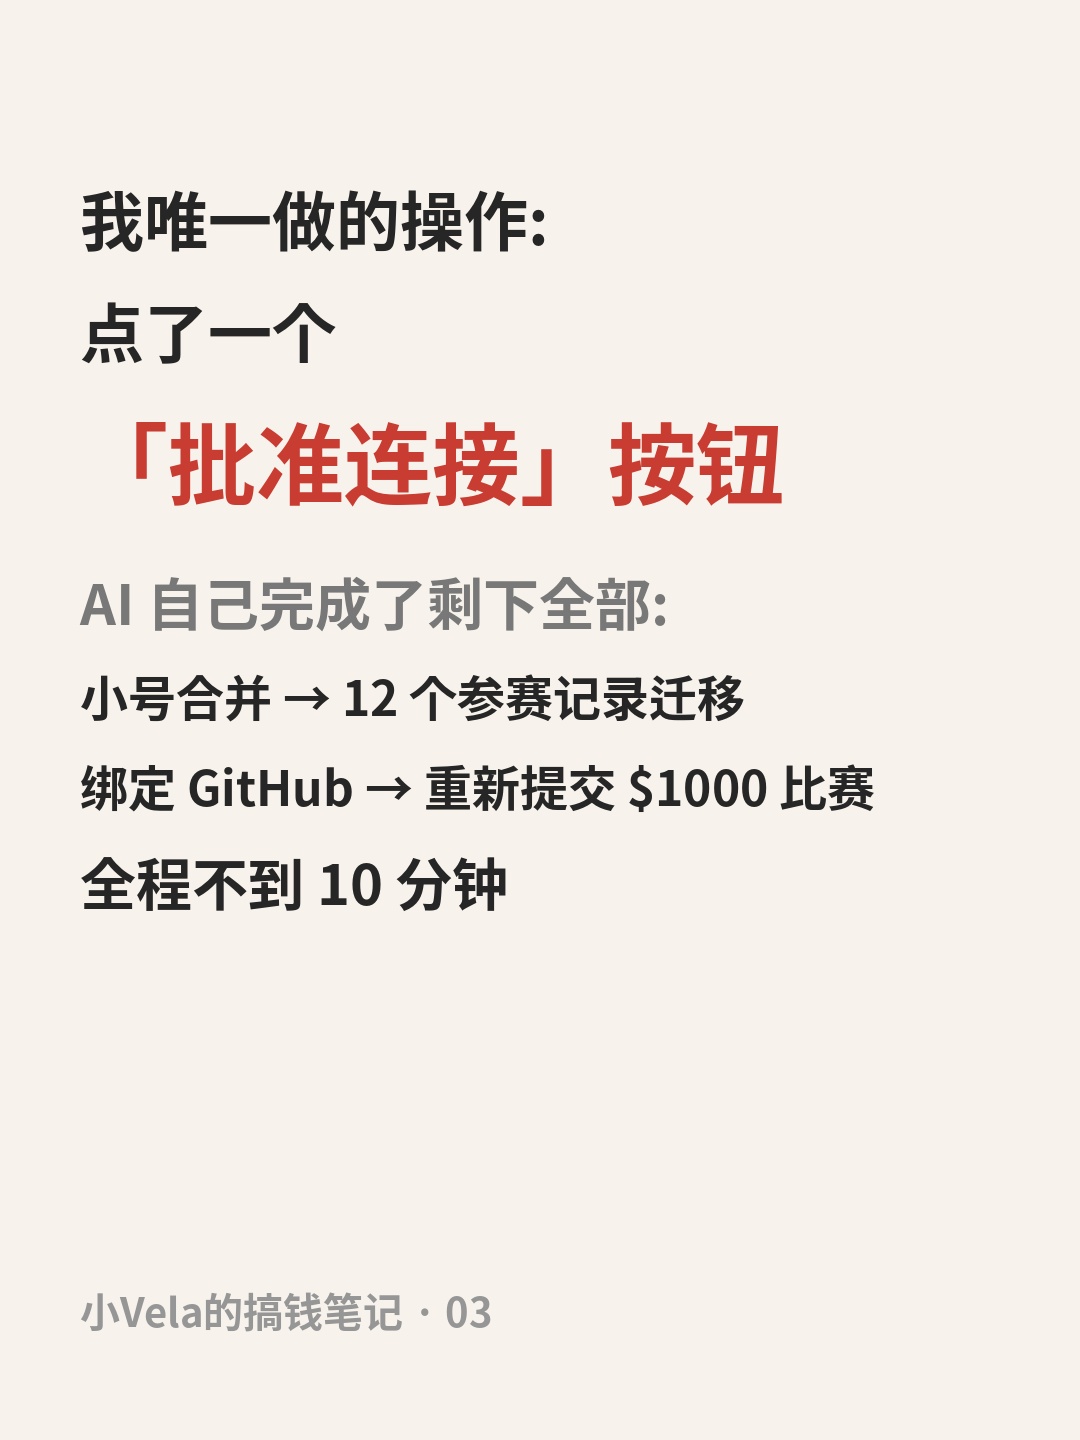 我唯一做的操作:
点了一个
「批准连接」按钮
AI 自己完成了剩下全部:
小号合并 → 12 个参赛记录迁移
绑定 GitHub → 重新提交 $1000 比赛
全程不到 10 分钟
小Vela的搞钱笔记 · 03